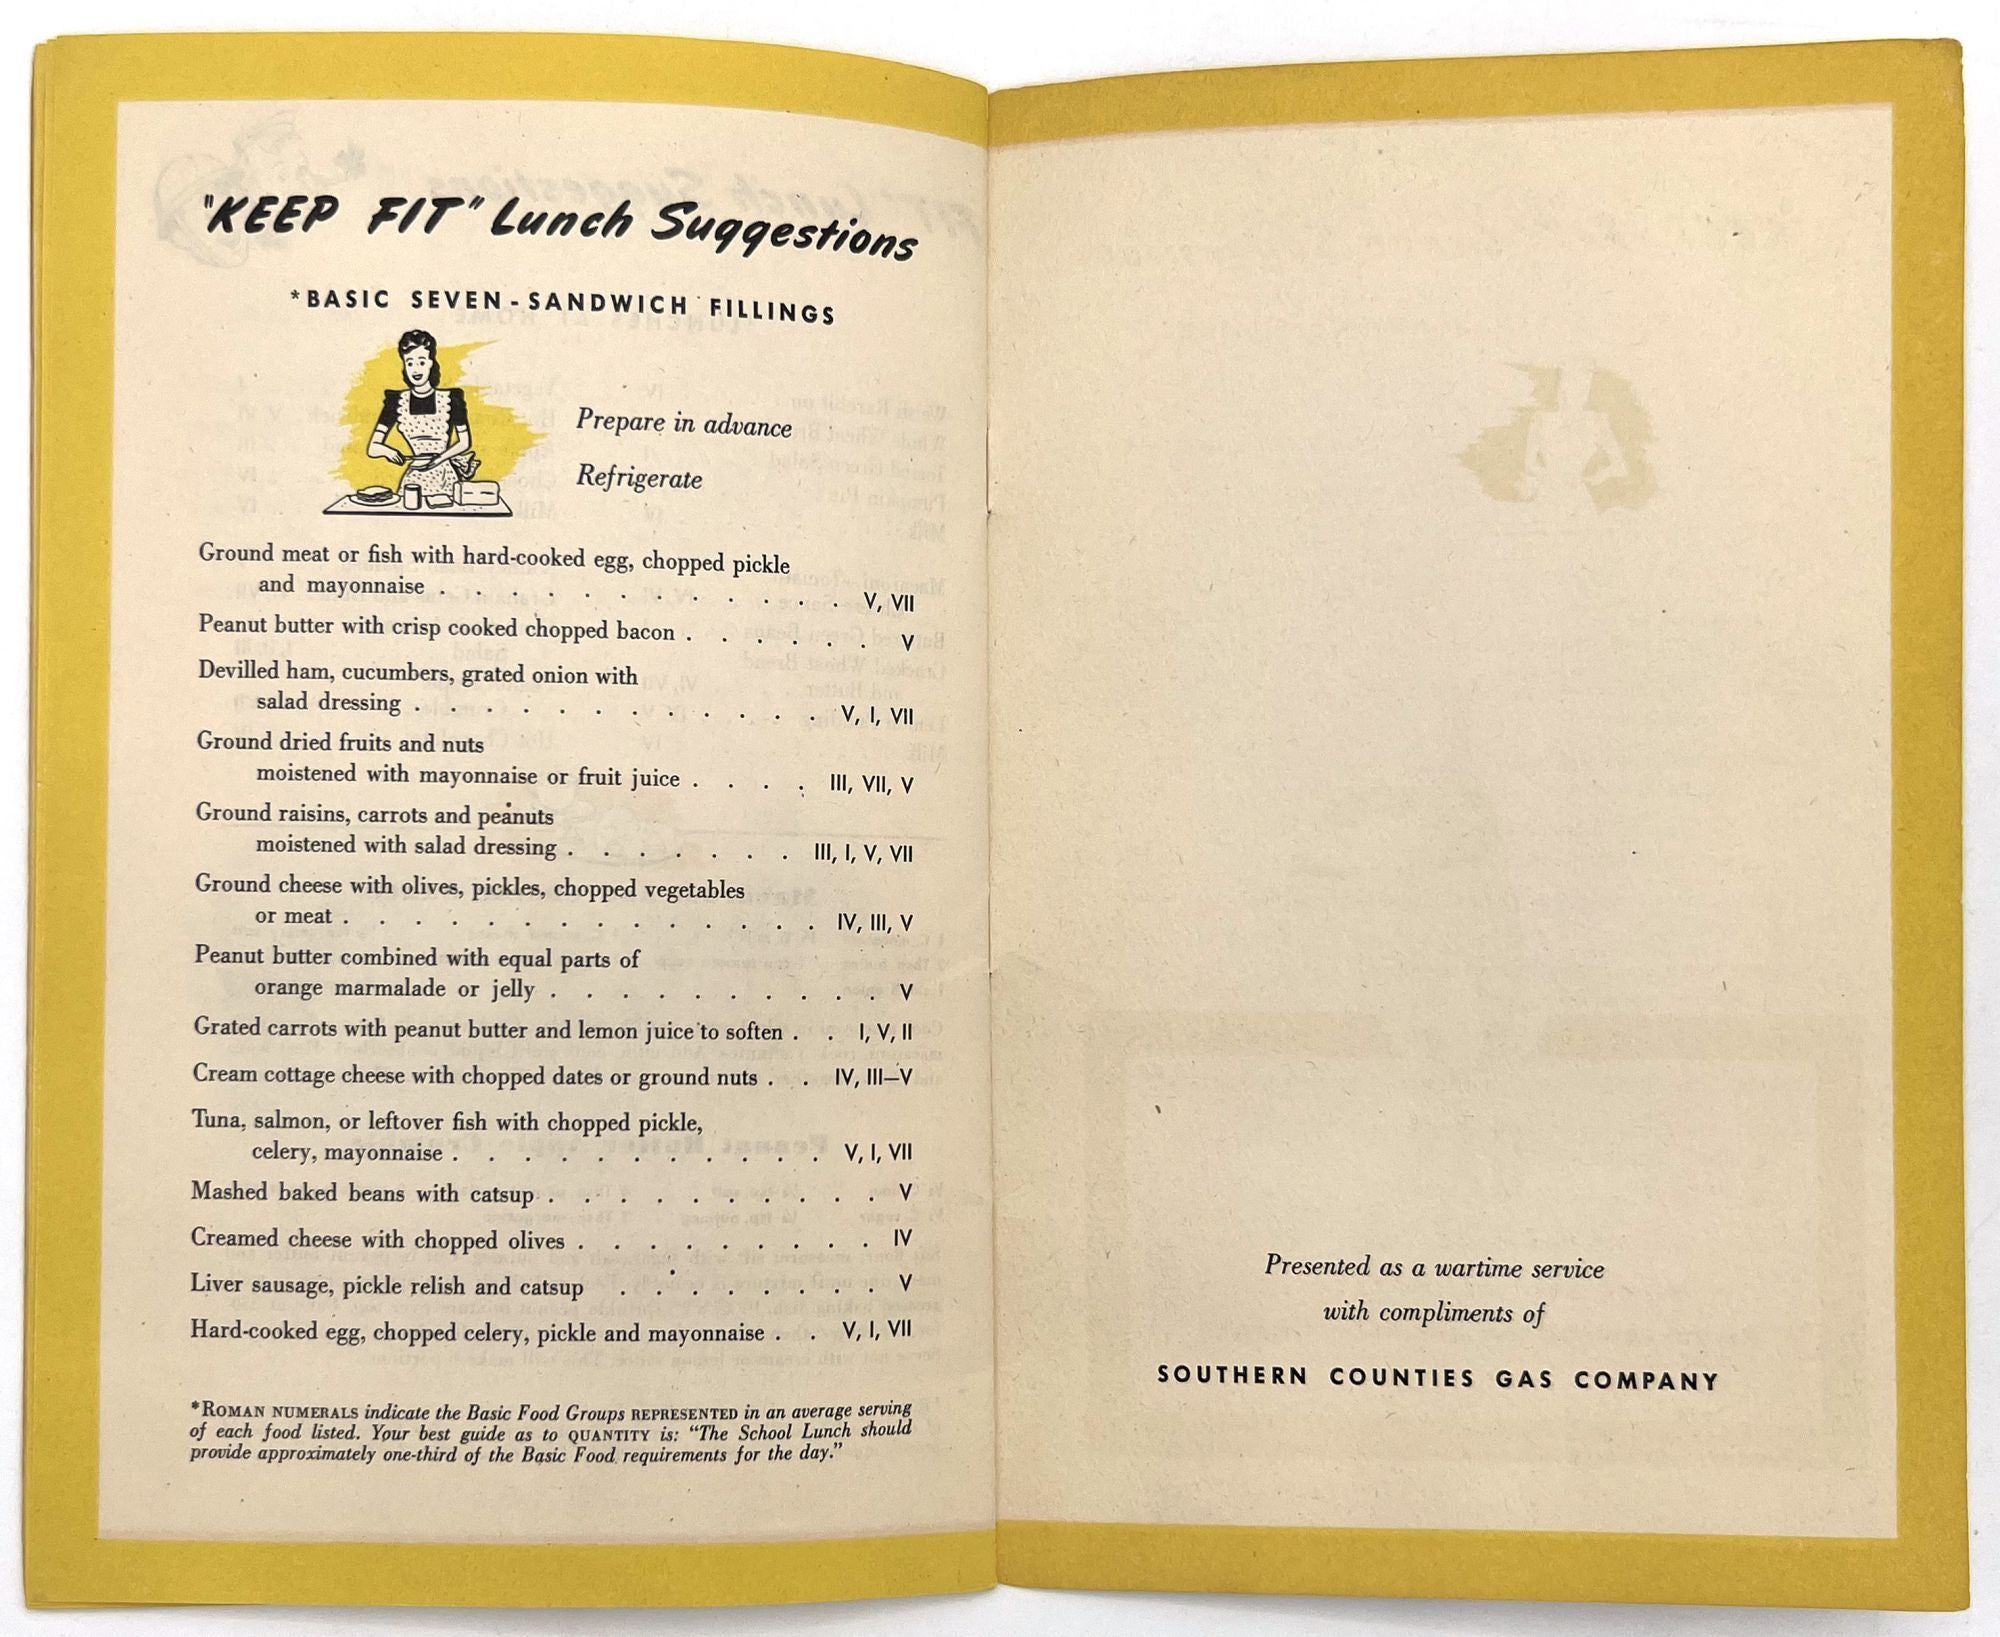 "KEEP FIT" Lunch Suggestions
*BASIC SEVEN-SANDWICH FILLINGS
Prepare in advance
Refrigerate
Ground meat or fish with hard-cooked egg, chopped pickle
and mayonnaise . . . . . . . . . . . . V, VII
Peanut butter with crisp cooked chopped bacon . . . . . . V
Devilled ham, cucumbers, grated onion with
salad dressing . . . . . . . . . . . . V, I, VII
Ground dried fruits and nuts
moistened with mayonnaise or fruit juice . . . . III, VII, V
Ground raisins, carrots and peanuts
moistened with salad dressing . . . . . . . III, I, V, VII
Ground cheese with olives, pickles, chopped vegetables
or meat . . . . . . . . . . . . . . IV, III, V
Peanut butter combined with equal parts of
orange marmalade or jelly . . . . . . . . . . V
Grated carrots with peanut butter and lemon juice to soften . . I, V, II
Cream cottage cheese with chopped dates or ground nuts . . IV, III–V
Tuna, salmon, or leftover fish with chopped pickle,
celery, mayonnaise . . . . . . . . . . . V, I, VII
Mashed baked beans with catsup . . . . . . . . . . V
Creamed cheese with chopped olives . . . . . . . . . IV
Liver sausage, pickle relish and catsup . . . . . . . . V
Hard-cooked egg, chopped celery, pickle and mayonnaise . . V, I, VII
*ROMAN NUMERALS indicate the Basic Food Groups REPRESENTED in an average serving
of each food listed. Your best guide as to QUANTITY is: "The School Lunch should
provide approximately one-third of the Basic Food requirements for the day."
Presented as a wartime service
with compliments of
SOUTHERN COUNTIES GAS COMPANY